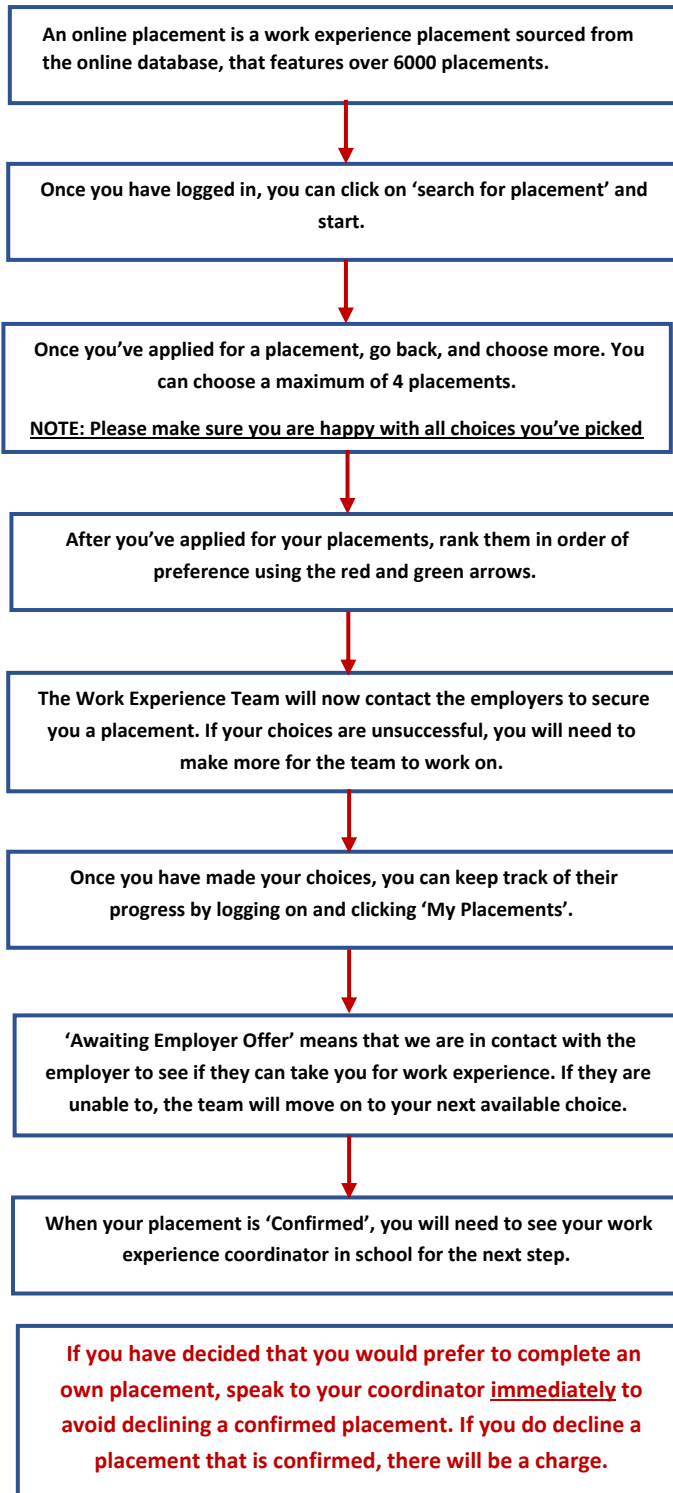 An online placement is a work experience placement sourced from
the online database, that features over 6000 placements.
Once you have logged in, you can click on ‘search for placement’ and
start.
Once you’ve applied for a placement, go back, and choose more. You
can choose a maximum of 4 placements.
NOTE: Please make sure you are happy with all choices you’ve picked
After you’ve applied for your placements, rank them in order of
preference using the red and green arrows.
The Work Experience Team will now contact the employers to secure
you a placement. If your choices are unsuccessful, you will need to
make more for the team to work on.
Once you have made your choices, you can keep track of their
progress by logging on and clicking ‘My Placements’.
‘Awaiting Employer Offer’ means that we are in contact with the
employer to see if they can take you for work experience. If they are
unable to, the team will move on to your next available choice.
When your placement is ‘Confirmed’, you will need to see your work
experience coordinator in school for the next step.
If you have decided that you would prefer to complete an
own placement, speak to your coordinator immediately to
avoid declining a confirmed placement. If you do decline a
placement that is confirmed, there will be a charge.